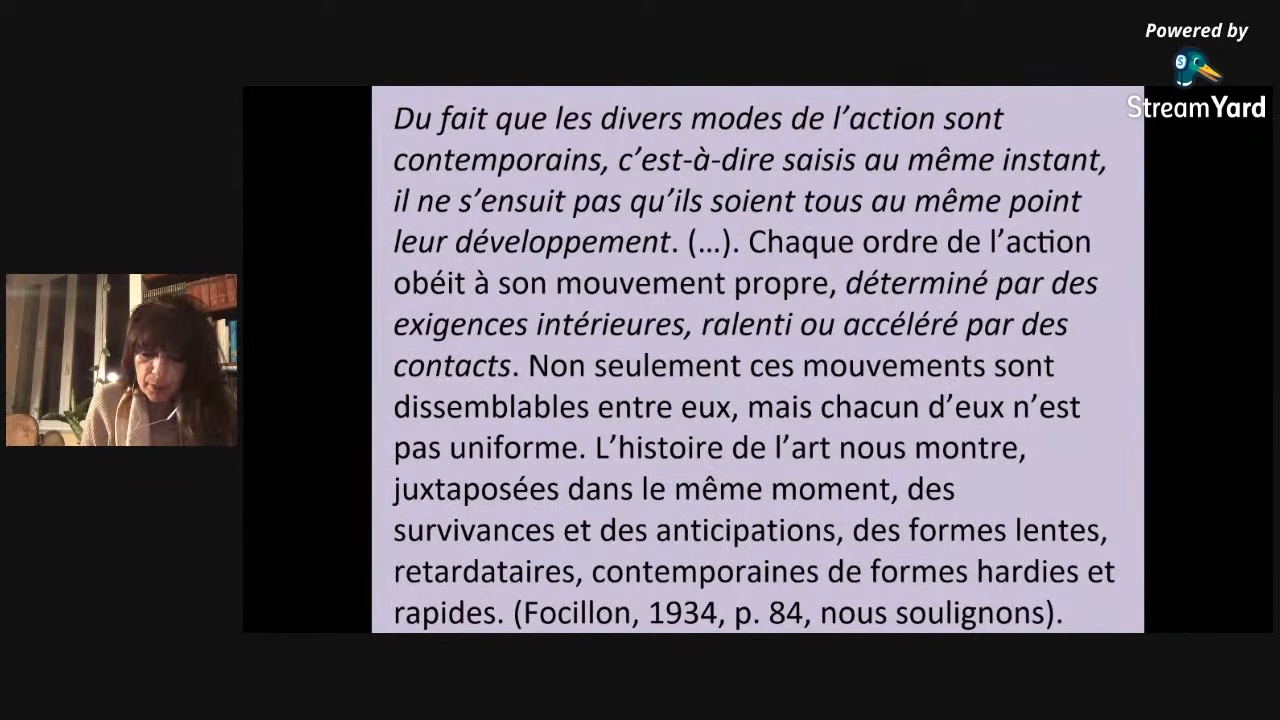 Powered by
StreamYard
Du fait que les divers modes de l’action sont
contemporains, c’est-à-dire saisis au même instant,
il ne s’ensuit pas qu’ils soient tous au même point
leur développement. (…). Chaque ordre de l’action
obéit à son mouvement propre, déterminé par des
exigences intérieures, ralenti ou accéléré par des
contacts. Non seulement ces mouvements sont
dissemblables entre eux, mais chacun d’eux n’est
pas uniforme. L’histoire de l’art nous montre,
juxtaposées dans le même moment, des
survivances et des anticipations, des formes lentes,
retardataires, contemporaines de formes hardies et
rapides. (Focillon, 1934, p. 84, nous soulignons).